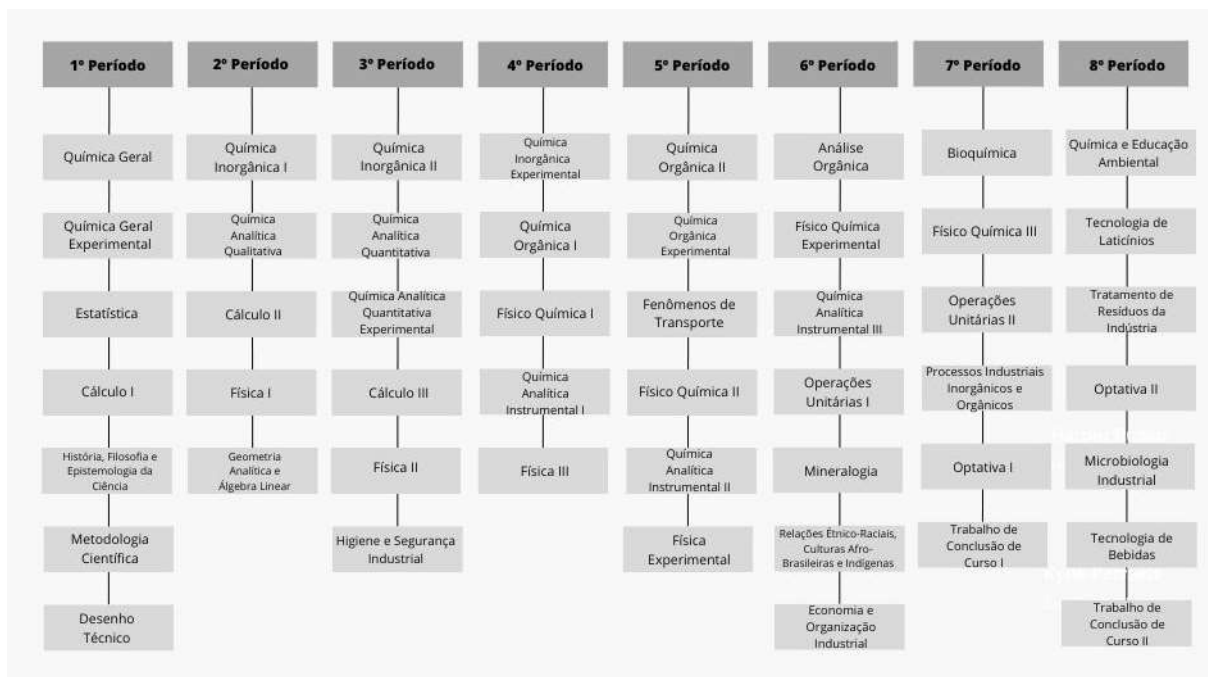 1º Período
Química Geral
Química Geral
Experimental
Estatística
Cálculo I
História, Filosofia e
Epistemologia da
Ciência
Metodologia
Científica
Desenho
Técnico
2º Período
Química
Inorgânica I
Química
Analítica
Qualitativa
Cálculo II
Física I
Geometria
Analítica e
Álgebra Linear
3º Período
Química
Inorgânica II
Química
Analítica
Quantitativa
Química Analítica
Quantitativa
Experimental
Cálculo III
Física II
Higiene e Segurança
Industrial
4º Período
Química
Inorgânica
Experimental
Química
Orgânica I
Físico Química I
Química
Analítica
Instrumental I
Física III
5º Período
Química
Orgânica II
Química
Orgânica
Experimental
Fenômenos de
Transporte
Físico Química II
Química
Analítica
Instrumental II
Física
Experimental
6º Período
Análise
Orgânica
Físico Química
Experimental
Química
Analítica
Instrumental III
Operações
Unitárias I
Mineralogia
Relações Étnico-Raciais,
Culturas Afro-
Brasileiras e Indígenas
Economia e
Organização
Industrial
7º Período
Bioquímica
Físico Química III
Operações
Unitárias II
Processos Industriais
Inorgânicos e
Orgânicos
Optativa I
Trabalho de
Conclusão de
Curso I
8º Período
Química e Educação
Ambiental
Tecnologia de
Laticínios
Tratamento de
Resíduos da
Indústria
Optativa II
Microbiologia
Industrial
Tecnologia de
Bebidas
Trabalho de
Conclusão de
Curso II